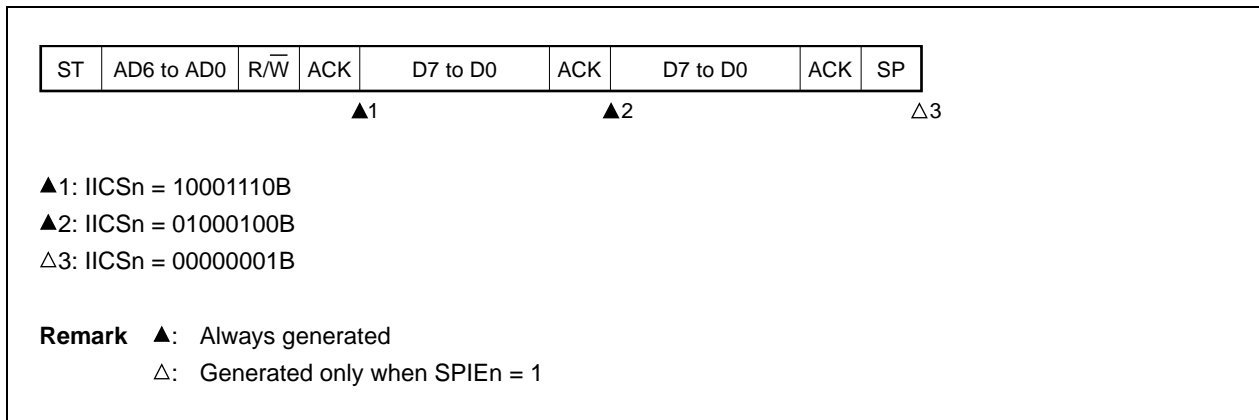 ST AD6 to AD0 R/W̅ ACK D7 to D0 ACK D7 to D0 ACK SP
▲1 ▲2 △3
▲1: IICSn = 10001110B
▲2: IICSn = 01000100B
△3: IICSn = 00000001B
Remark ▲: Always generated
△: Generated only when SPIEn = 1